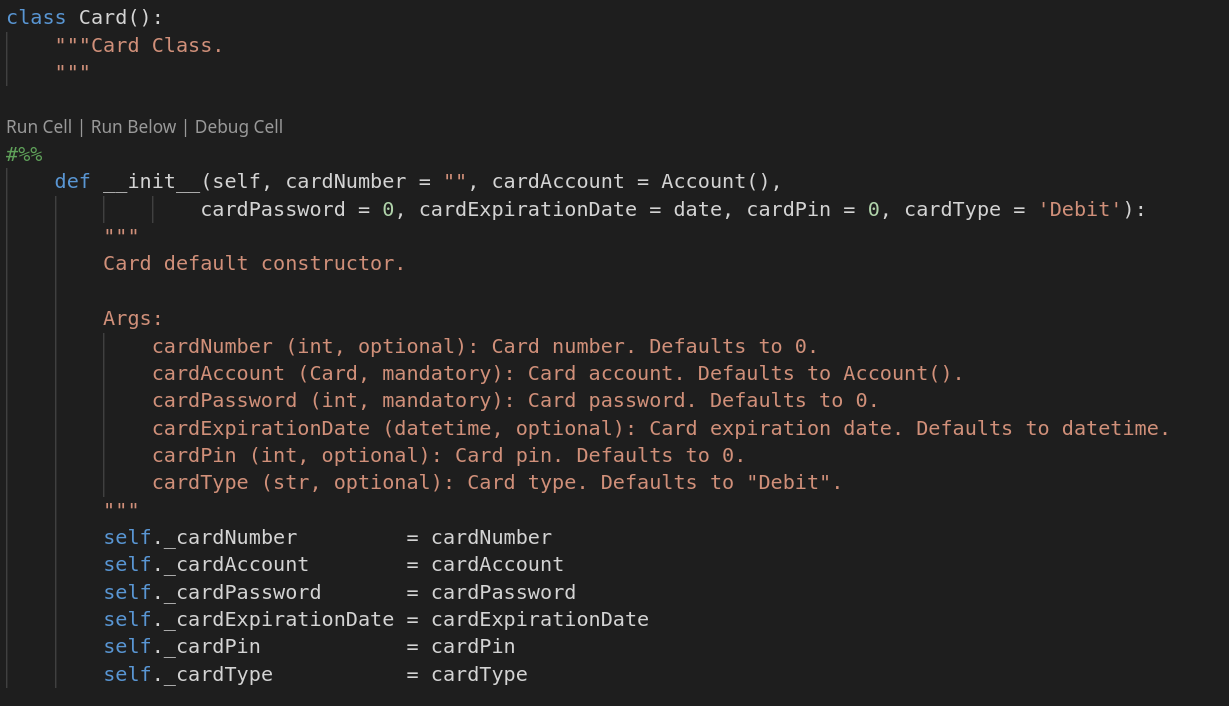 class Card():
    """Card Class.
    """
Run Cell | Run Below | Debug Cell
#%%
    def __init__(self, cardNumber = "", cardAccount = Account(),
                cardPassword = 0, cardExpirationDate = date, cardPin = 0, cardType = 'Debit'):
        """
        Card default constructor.
        Args:
            cardNumber (int, optional): Card number. Defaults to 0.
            cardAccount (Card, mandatory): Card account. Defaults to Account().
            cardPassword (int, mandatory): Card password. Defaults to 0.
            cardExpirationDate (datetime, optional): Card expiration date. Defaults to datetime.
            cardPin (int, optional): Card pin. Defaults to 0.
            cardType (str, optional): Card type. Defaults to "Debit".
        """
        self._cardNumber         = cardNumber
        self._cardAccount        = cardAccount
        self._cardPassword       = cardPassword
        self._cardExpirationDate = cardExpirationDate
        self._cardPin            = cardPin
        self._cardType           = cardType